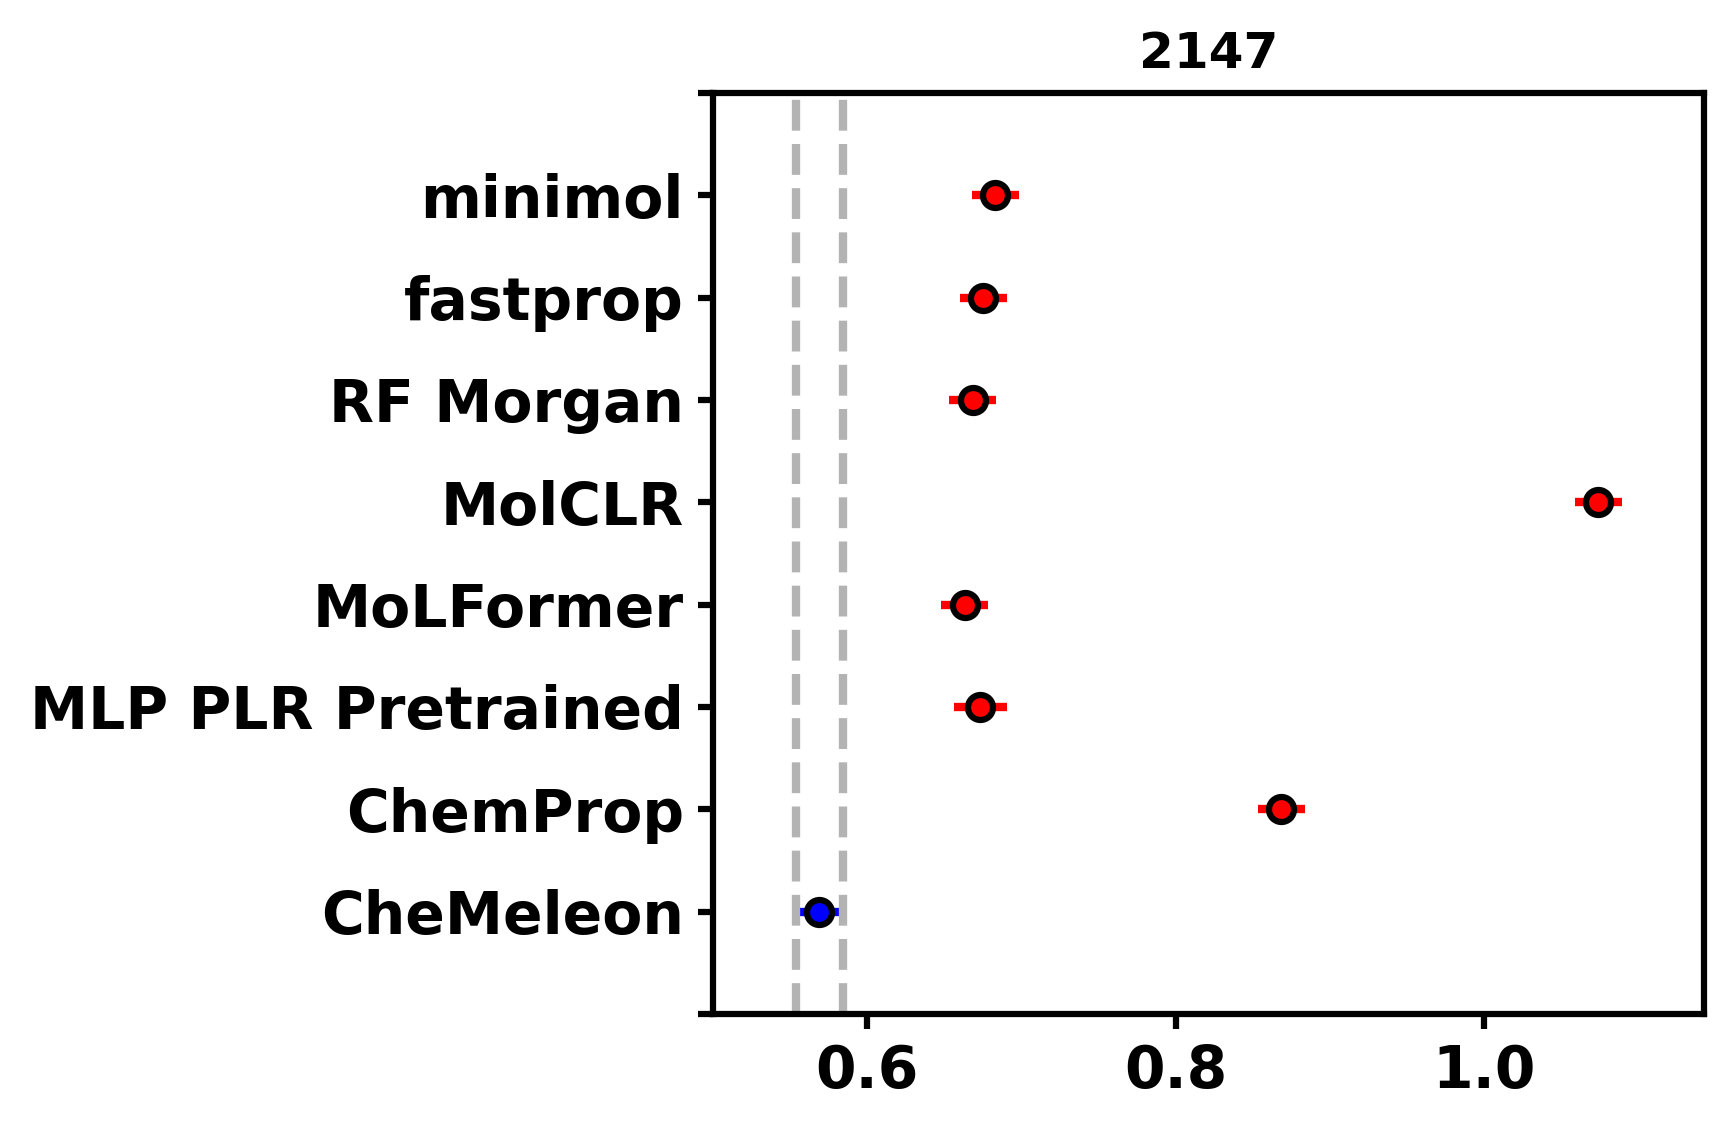 2147
minimol
fastprop
RF Morgan
MolCLR
MoLFormer
MLP PLR Pretrained
ChemProp
CheMeleon
0.6 0.8 1.0